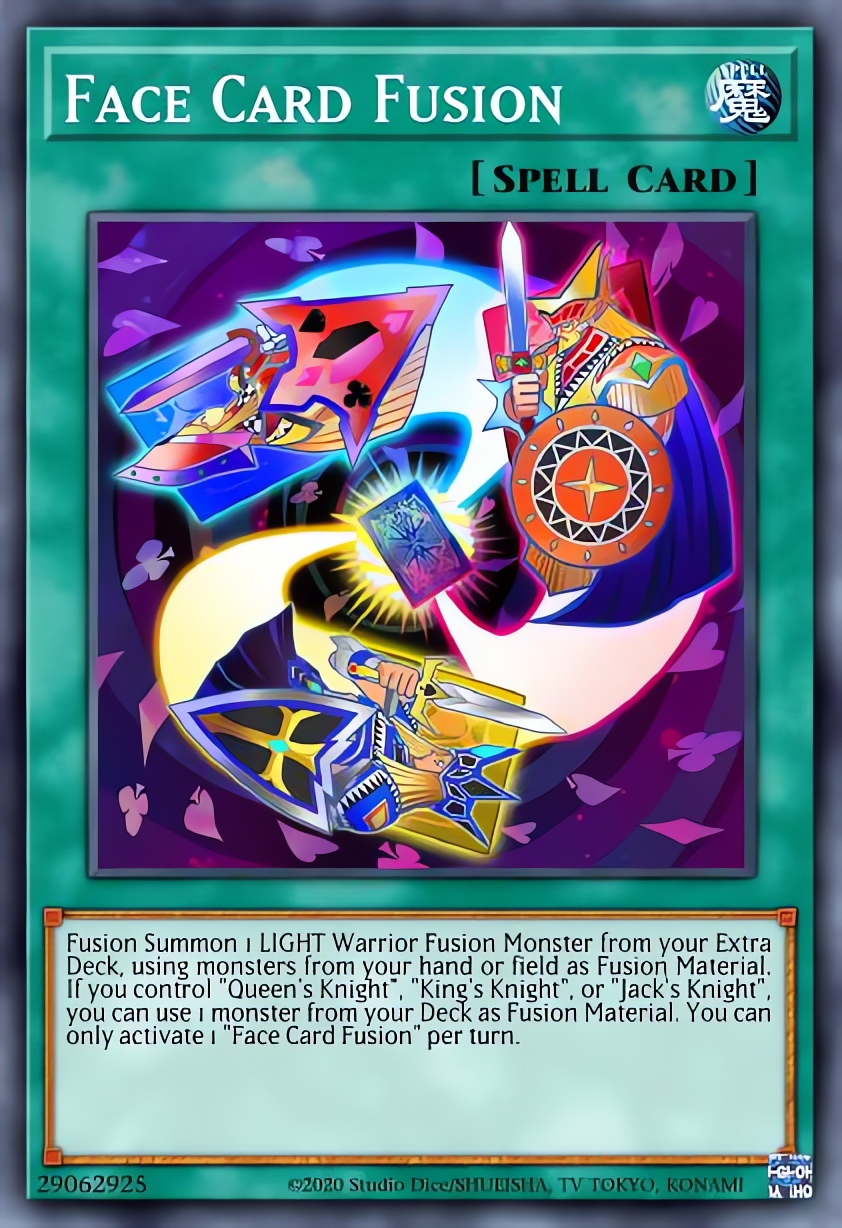 FACE CARD FUSION
魔
[SPELL CARD]
Fusion Summon 1 LIGHT Warrior Fusion Monster from your Extra
Deck, using monsters from your hand or field as Fusion Material.
If you control "Queen's Knight", "King's Knight", or "Jack's Knight",
you can use 1 monster from your Deck as Fusion Material. You can
only activate 1 "Face Card Fusion" per turn.
29062925 ©2020 Studio Dice/SHUEISHA, TV TOKYO, KONAMI